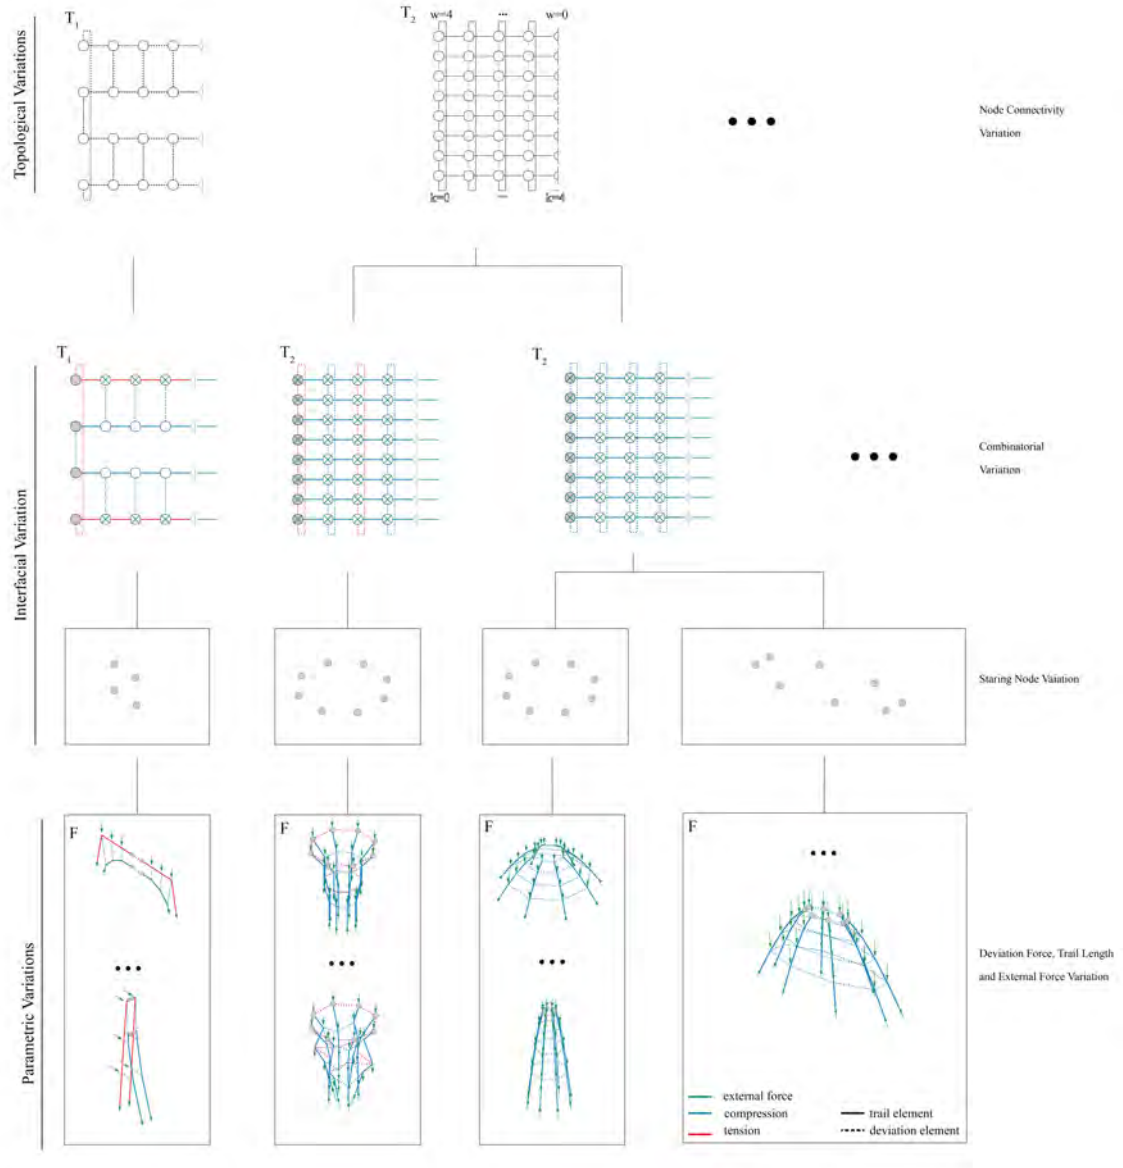 Topological Variations
T1
T2
w=4
...
w=0
k=0
...
k=4
Node Connectivity
Variation
Interfacial Variation
T1
T2
T2
Combinatorial
Variation
Staring Node Vaiation
Parametric Variations
F
F
F
F
Deviation Force, Trail Length
and External Force Variation
external force
compression
tension
trail element
deviation element